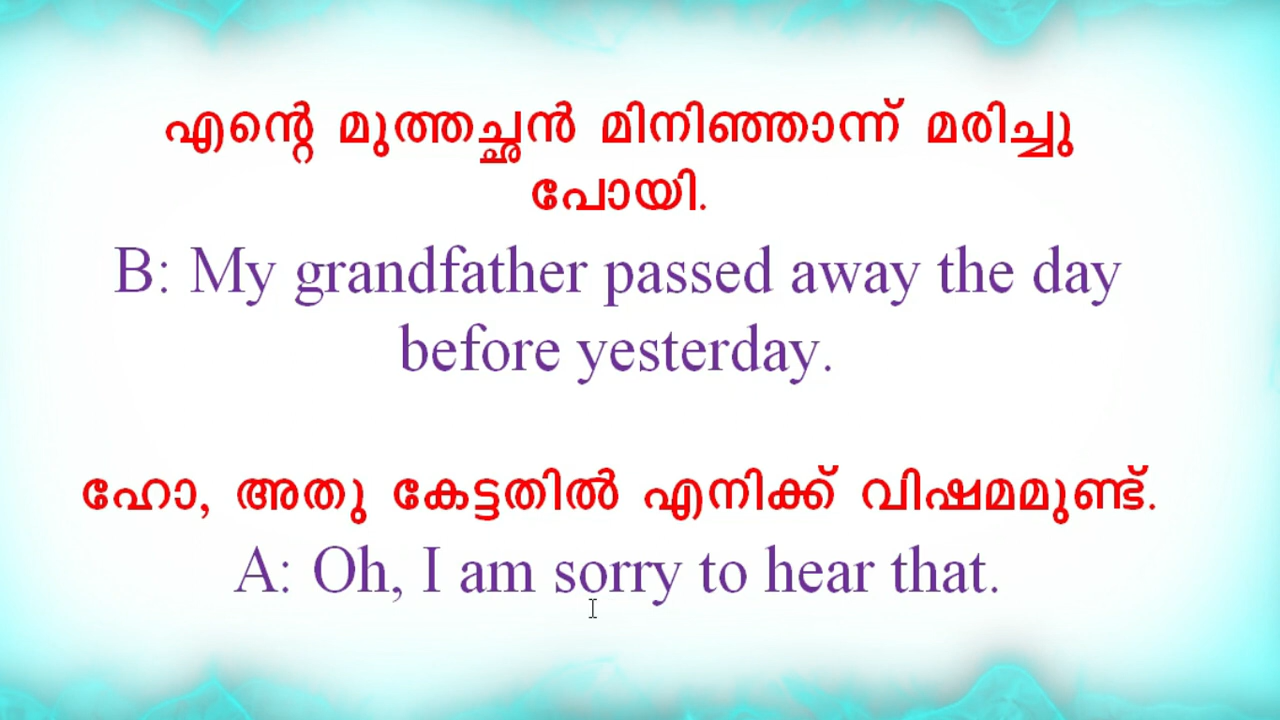 എന്റെ മുത്തച്ഛൻ മിനിഞ്ഞാന്ന് മരിച്ചു
പോയി.
B: My grandfather passed away the day
before yesterday.
ഹോ, അതു കേട്ടതിൽ എനിക്ക് വിഷമമുണ്ട്.
A: Oh, I am sorry to hear that.